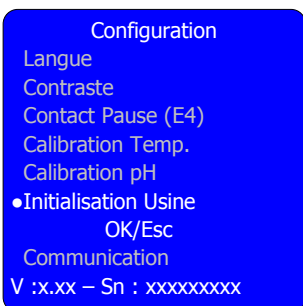 Configuration
Langue
Contraste
Contact Pause (E4)
Calibration Temp.
Calibration pH
●Initialisation Usine
OK/Esc
Communication
V :x.xx – Sn : xxxxxxxxx